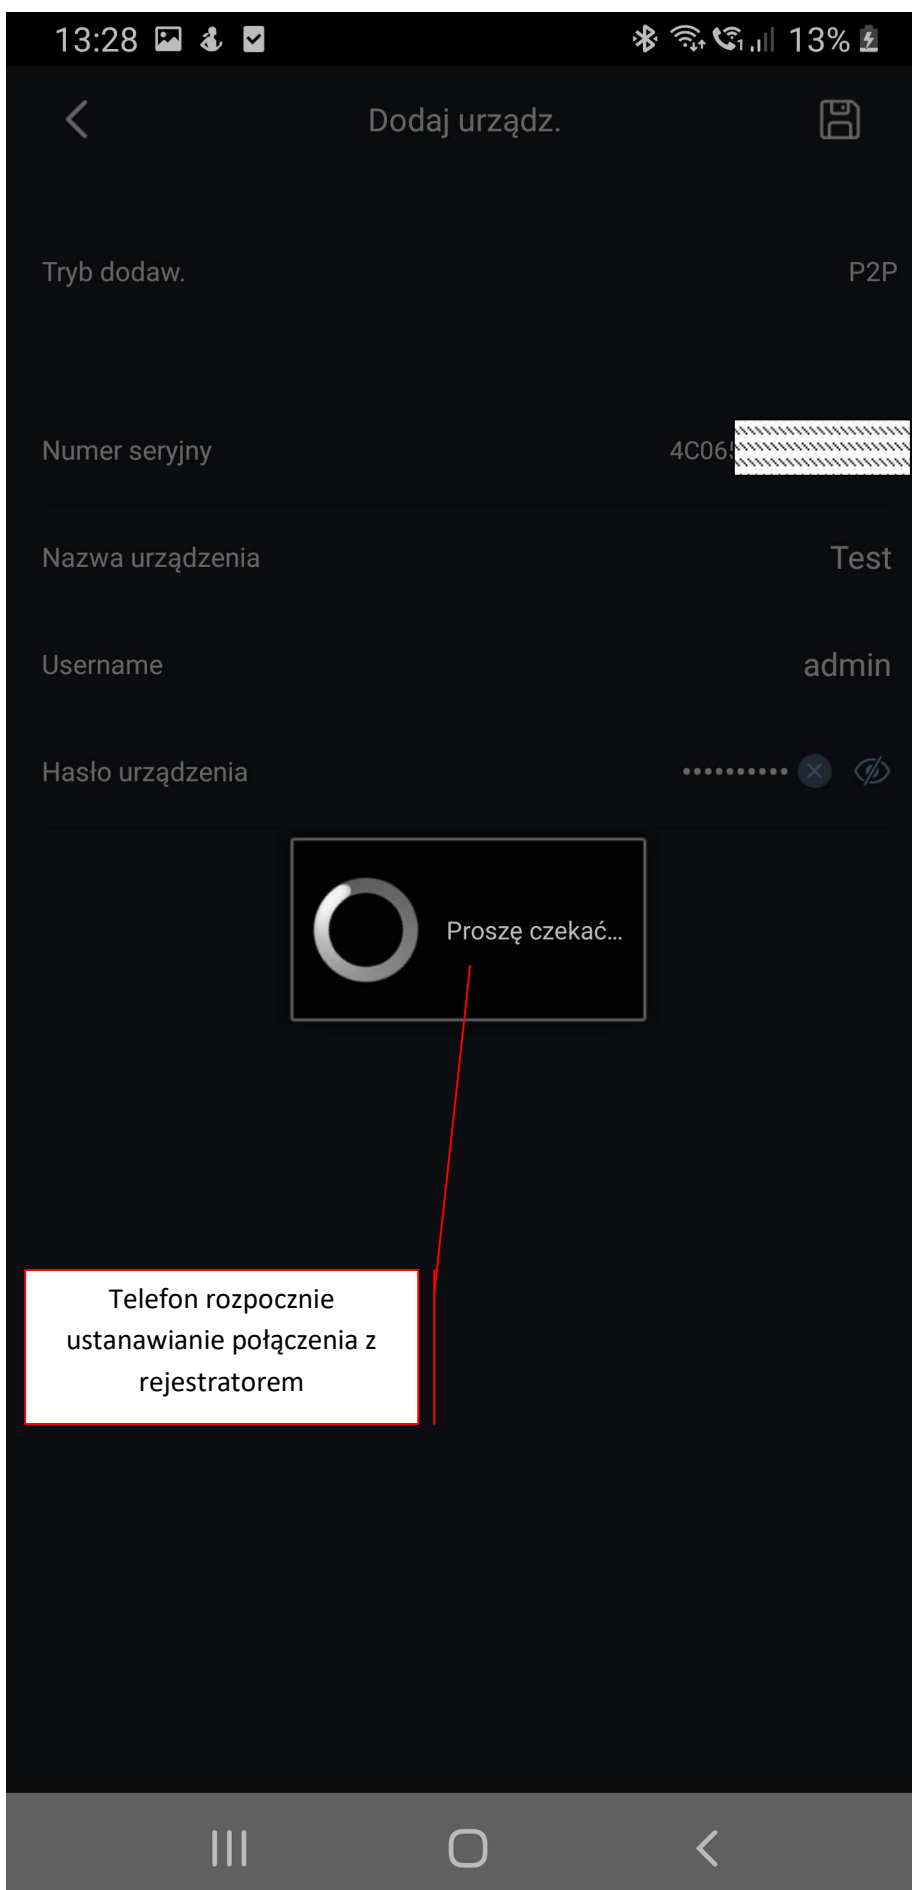 13:28 13%
Dodaj urządz.
Tryb dodaw. P2P
Numer seryjny 4C06
Nazwa urządzenia Test
Username admin
Hasło urządzenia ••••••••••
Proszę czekać...
Telefon rozpocznie
ustanawianie połączenia z
rejestratorem